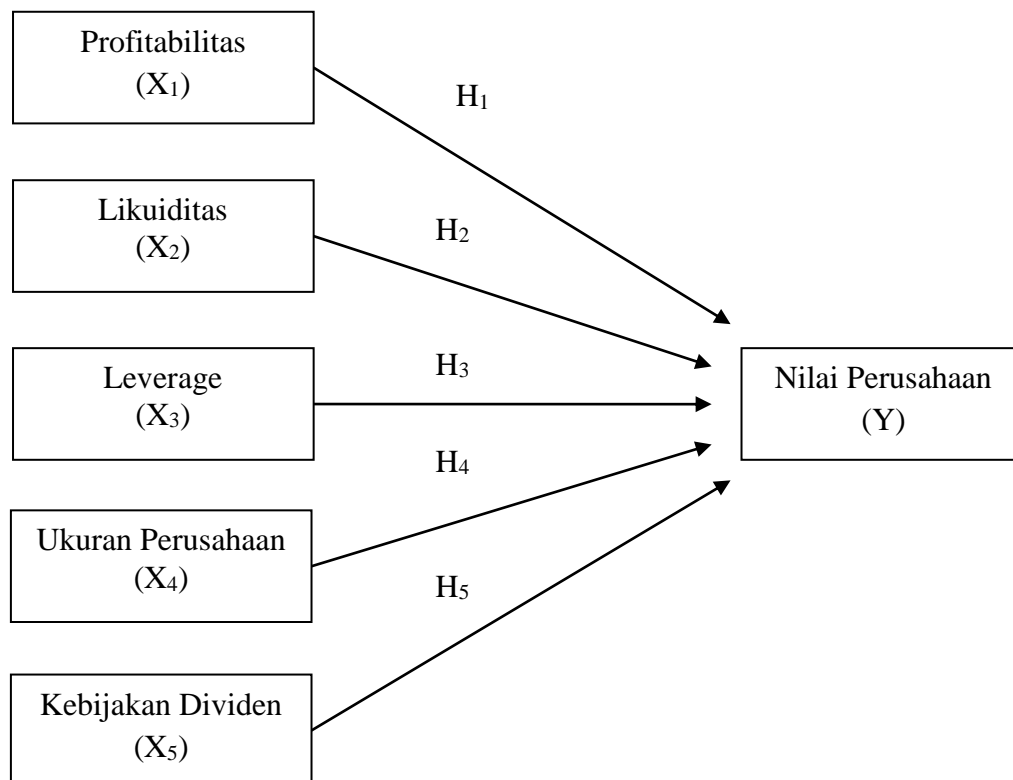 Profitabilitas
(X₁)
H₁
Likuiditas
(X₂)
H₂
Leverage
(X₃)
H₃
Nilai Perusahaan
(Y)
H₄
Ukuran Perusahaan
(X₄)
H₅
Kebijakan Dividen
(X₅)